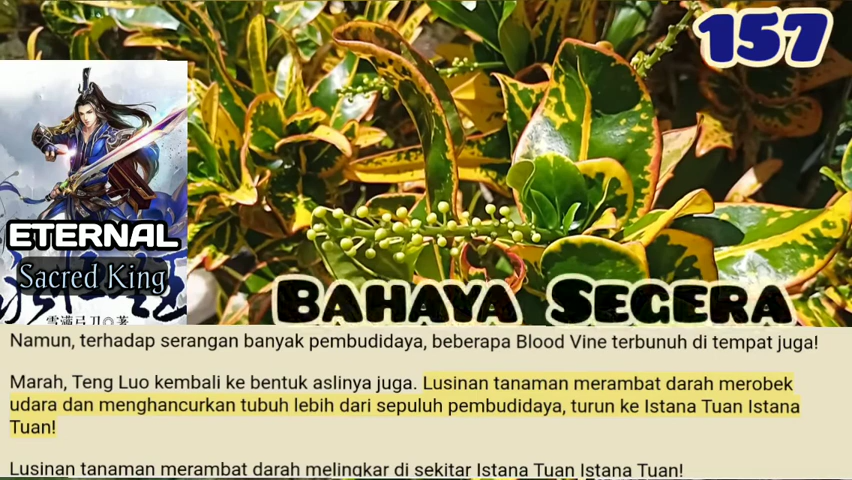 157
ETERNAL
Sacred King
BAHAYA SEGERA
Namun, terhadap serangan banyak pembudidaya, beberapa Blood Vine terbunuh di tempat juga!
Marah, Teng Luo kembali ke bentuk aslinya juga. Lusinan tanaman merambat darah merobek
udara dan menghancurkan tubuh lebih dari sepuluh pembudidaya, turun ke Istana Tuan Istana
Tuan!
Lusinan tanaman merambat darah melingkar di sekitar Istana Tuan Istana Tuan!